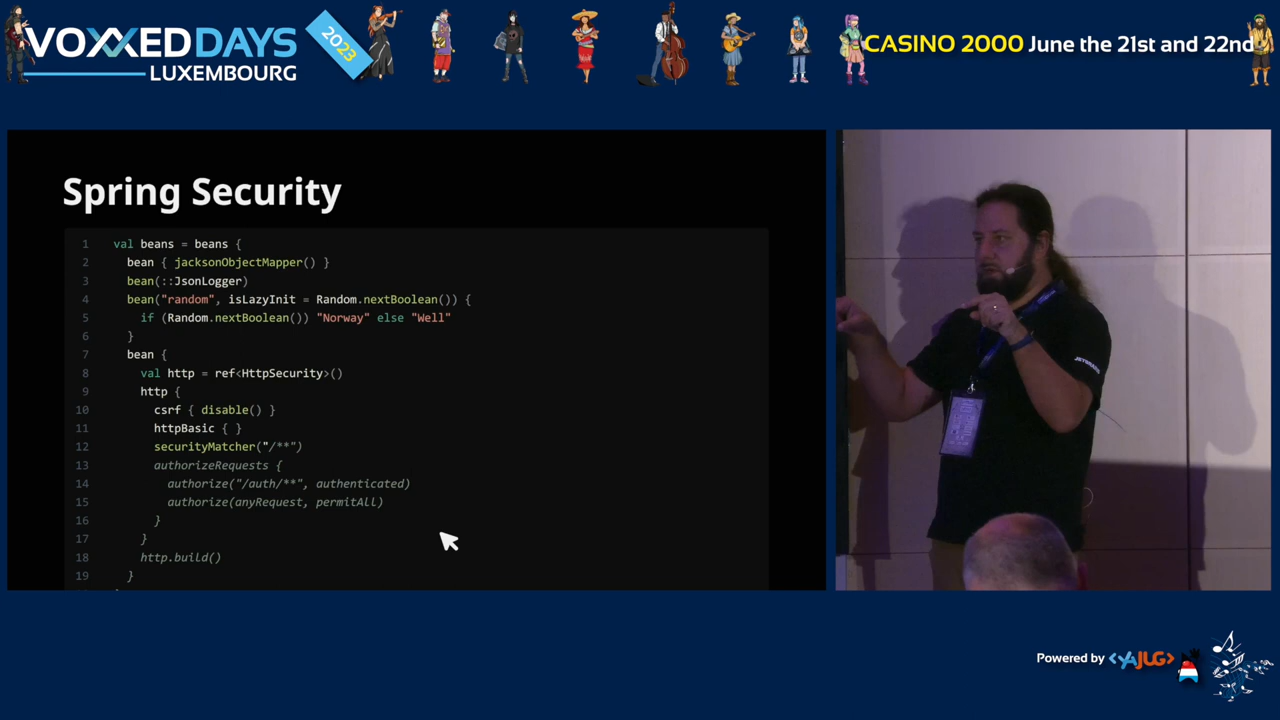 VOXXEDDAYS
LUXEMBOURG
2023
CASINO 2000 June the 21st and 22nd
Spring Security
1 val beans = beans {
2 bean { jacksonObjectMapper() }
3 bean(::JsonLogger)
4 bean("random", isLazyInit = Random.nextBoolean()) {
5 if (Random.nextBoolean()) "Norway" else "Well"
6 }
7 bean {
8 val http = ref<HttpSecurity>()
9 http {
10 csrf { disable() }
11 httpBasic { }
12 securityMatcher("/**")
13 authorizeRequests {
14 authorize("/auth/**", authenticated)
15 authorize(anyRequest, permitAll)
16 }
17 }
18 http.build()
19 }
JETBRAINS
Powered by <YAJUG>